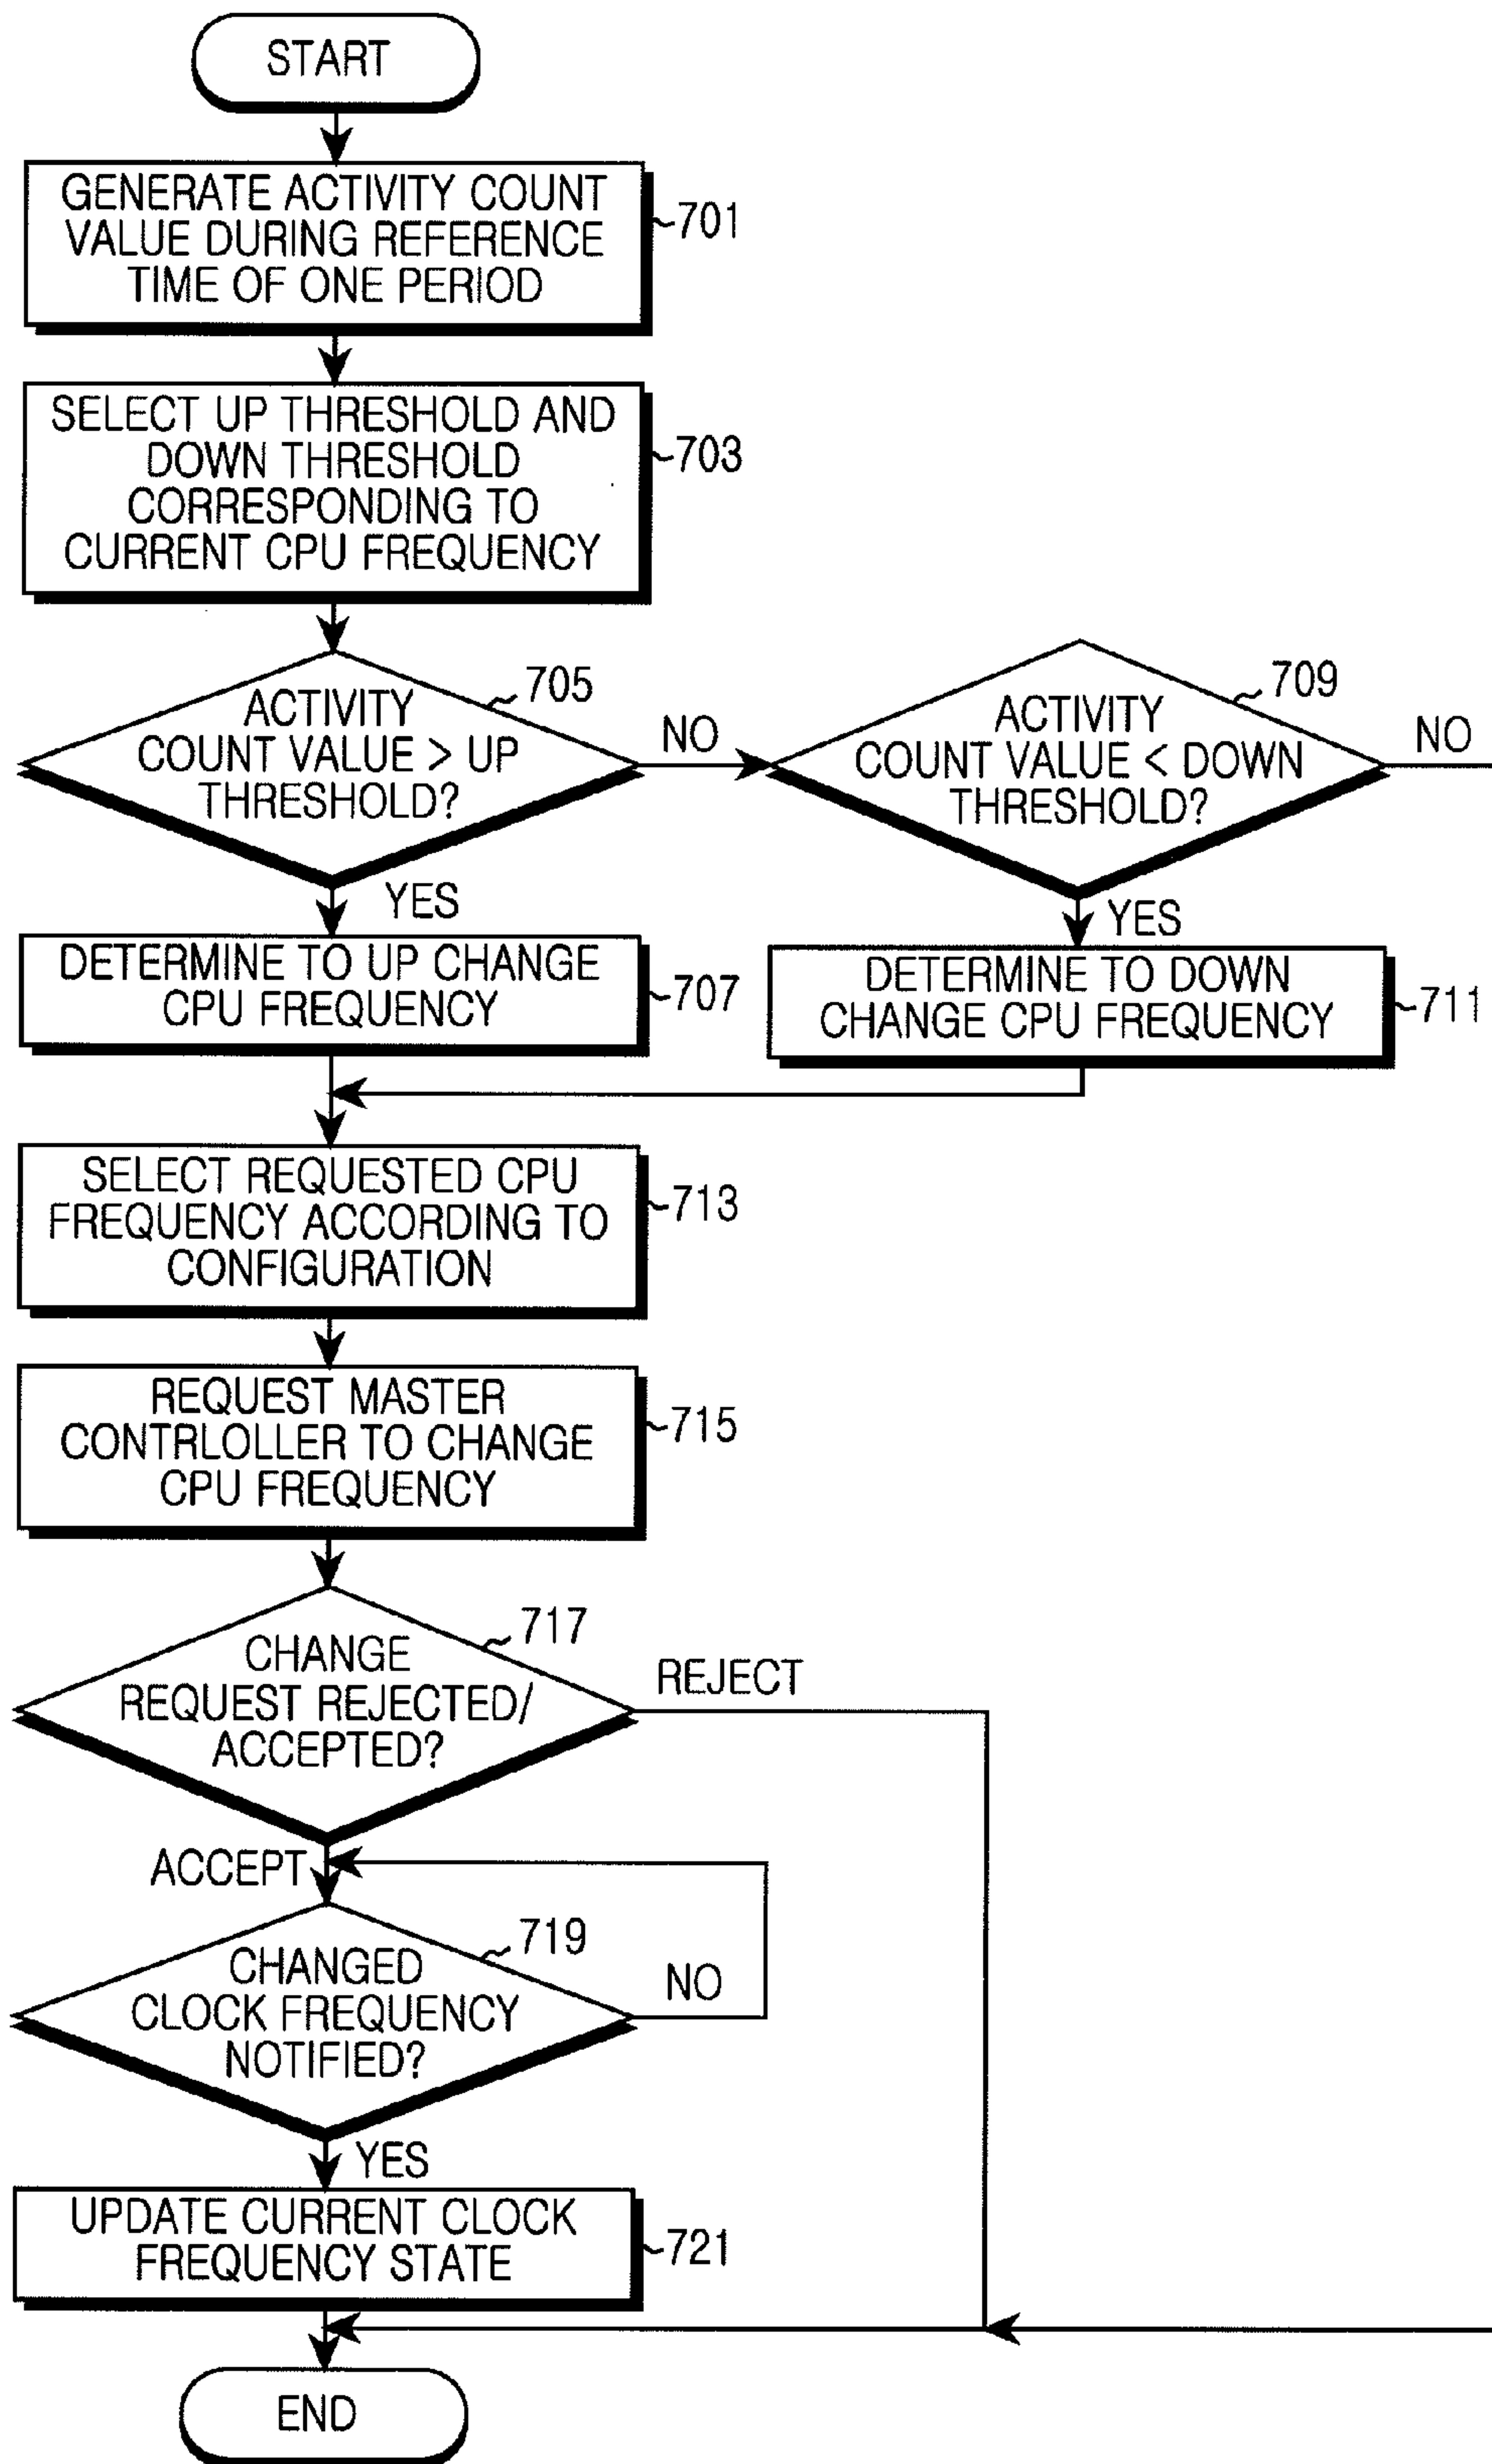 START
GENERATE ACTIVITY COUNT
VALUE DURING REFERENCE
TIME OF ONE PERIOD
701
SELECT UP THRESHOLD AND
DOWN THRESHOLD
CORRESPONDING TO
CURRENT CPU FREQUENCY
703
ACTIVITY
COUNT VALUE > UP
THRESHOLD?
705
NO
YES
ACTIVITY
COUNT VALUE < DOWN
THRESHOLD?
709
NO
YES
DETERMINE TO UP CHANGE
CPU FREQUENCY
707
DETERMINE TO DOWN
CHANGE CPU FREQUENCY
711
SELECT REQUESTED CPU
FREQUENCY ACCORDING TO
CONFIGURATION
713
REQUEST MASTER
CONTRLOLLER TO CHANGE
CPU FREQUENCY
715
CHANGE
REQUEST REJECTED/
ACCEPTED?
717
REJECT
ACCEPT
CHANGED
CLOCK FREQUENCY
NOTIFIED?
719
NO
YES
UPDATE CURRENT CLOCK
FREQUENCY STATE
721
END